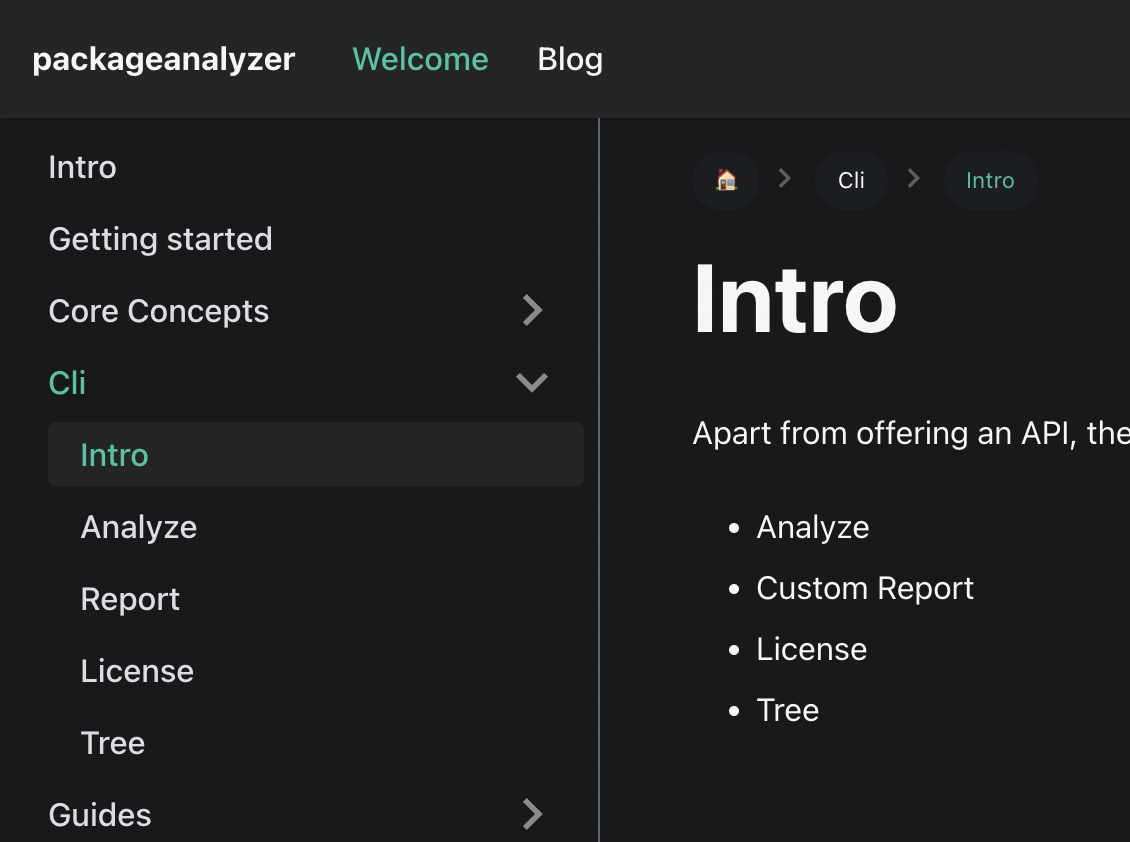 packageanalyzer Welcome Blog
Intro
Getting started
Core Concepts
Cli
Intro
Analyze
Report
License
Tree
Guides
Cli Intro
Intro
Apart from offering an API, the
Analyze
Custom Report
License
Tree